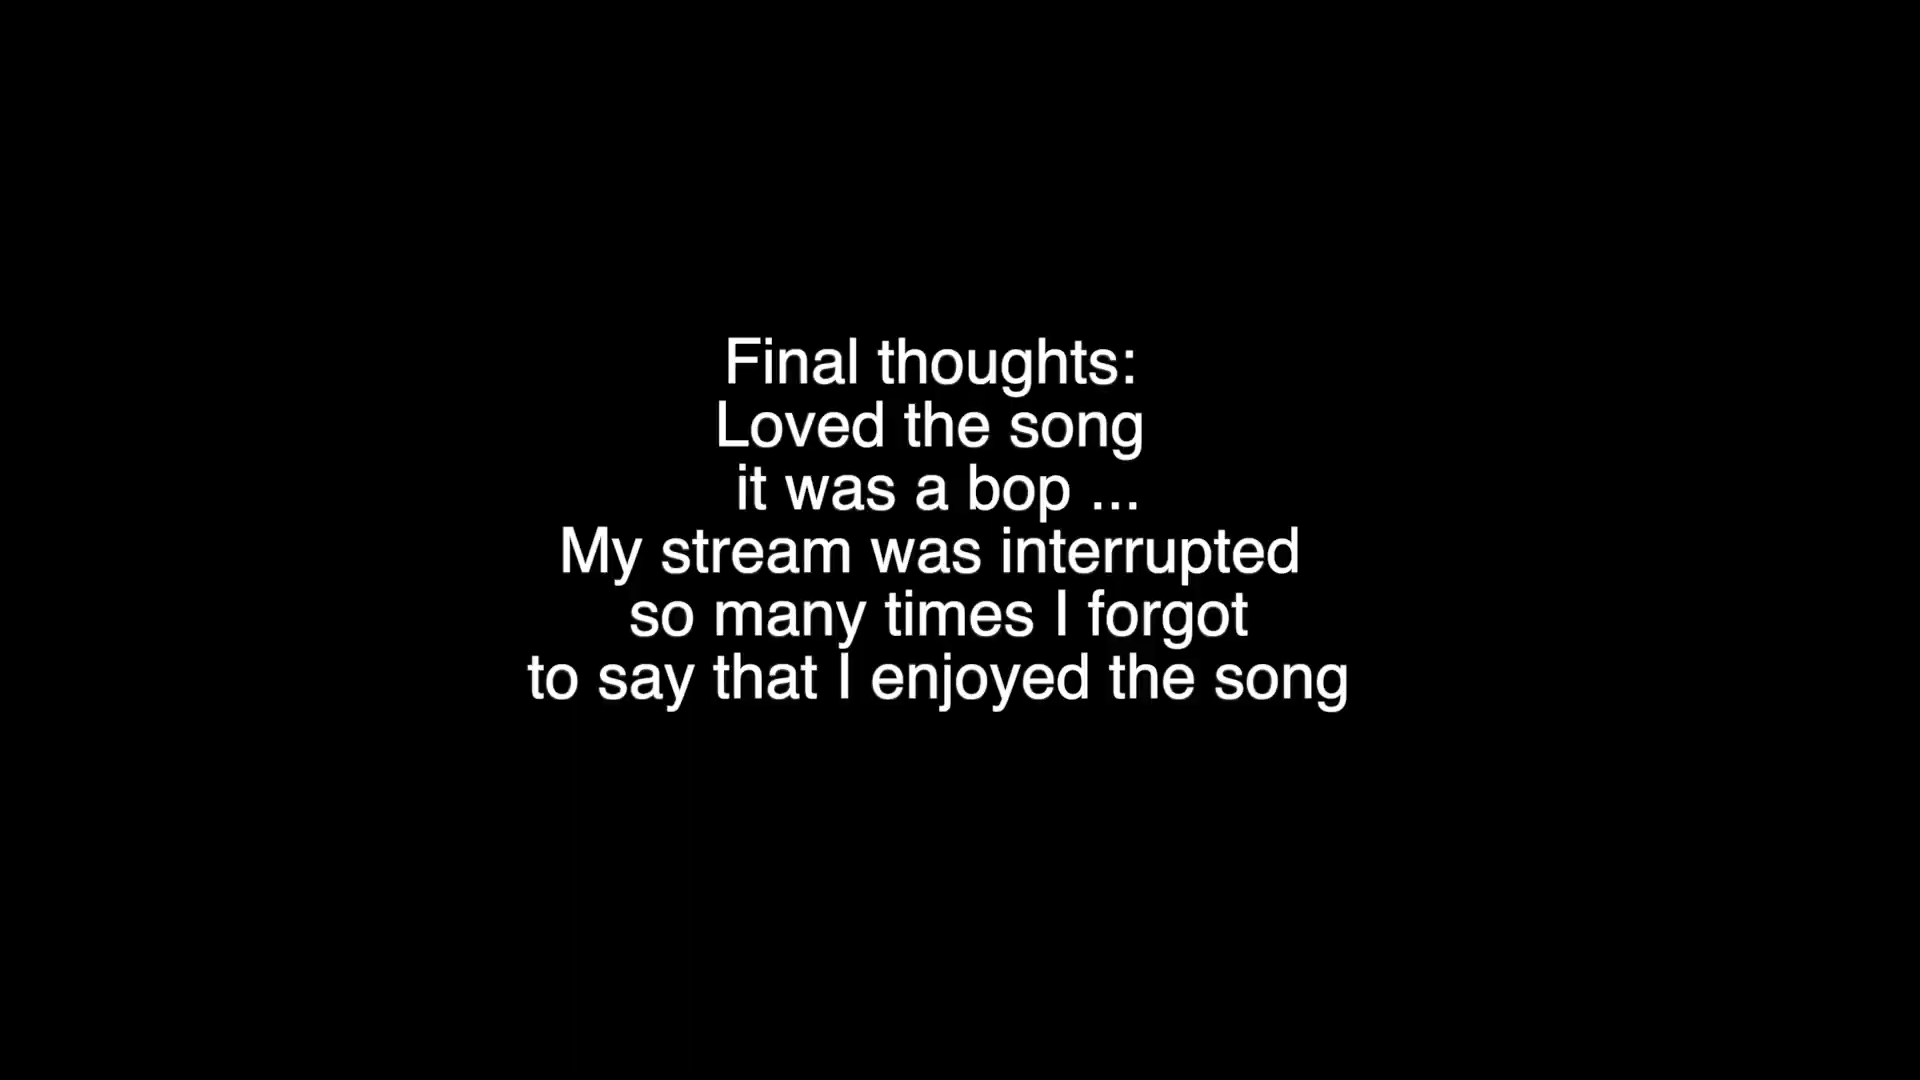 Final thoughts:
Loved the song
it was a bop ...
My stream was interrupted
so many times I forgot
to say that I enjoyed the song